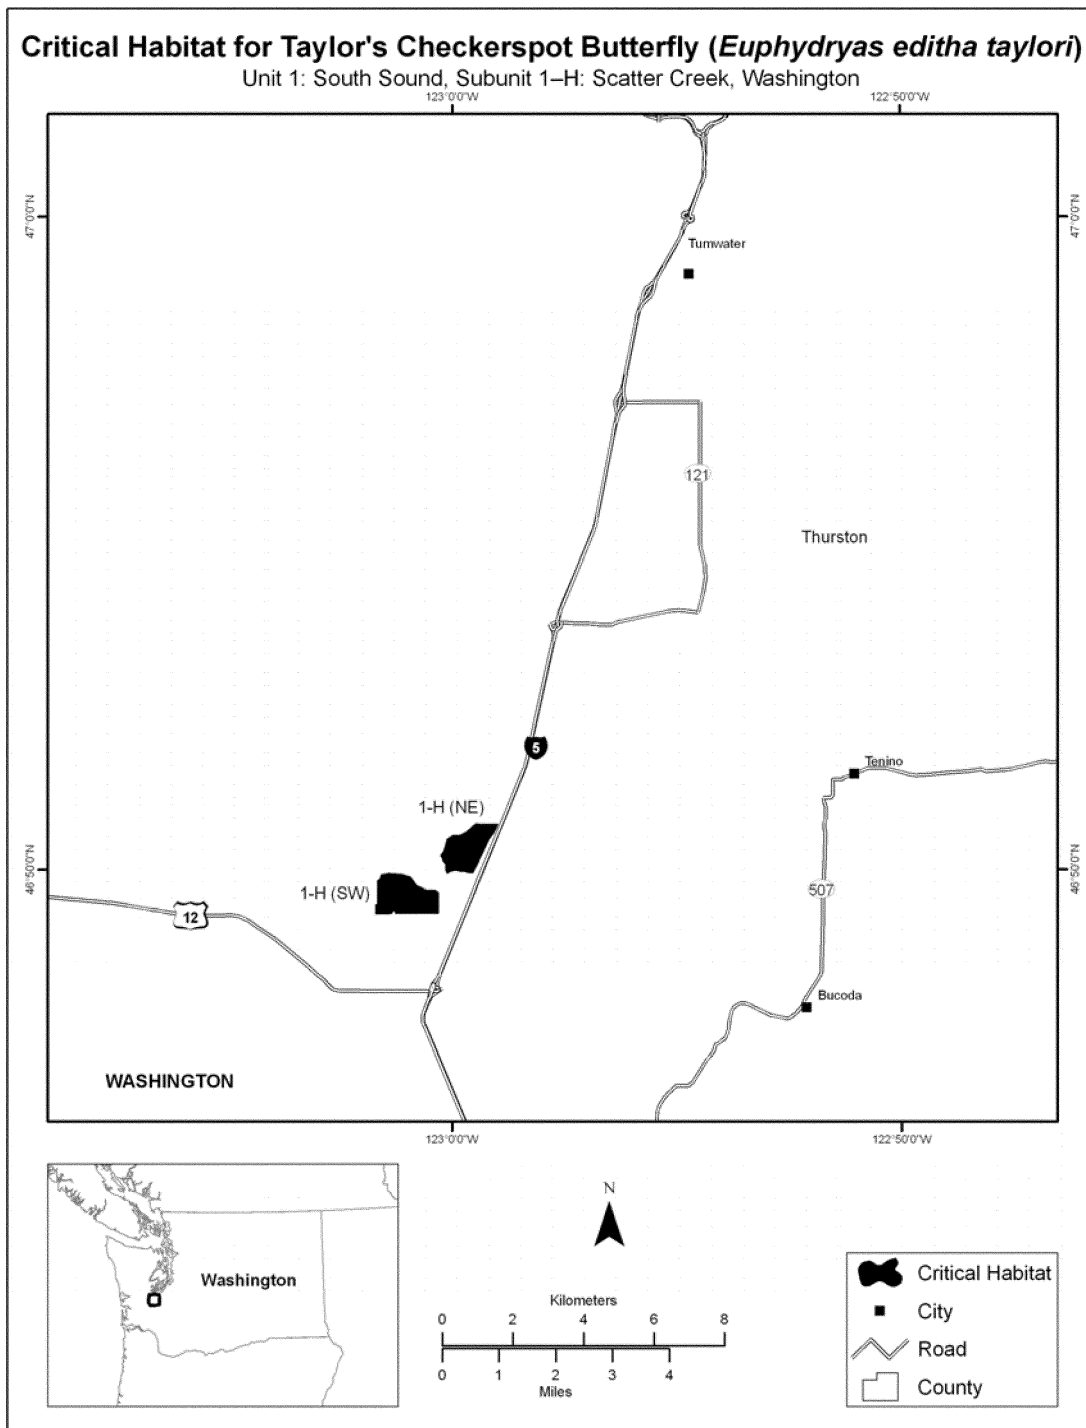 Critical Habitat for Taylor's Checkerspot Butterfly (Euphydryas editha taylori)
Unit 1: South Sound, Subunit 1–H: Scatter Creek, Washington
123°0'0"W 122°50'0"W
47°0'0"N 47°0'0"N
Tumwater
121
Thurston
5
Tenino
1-H (NE)
46°50'0"N 46°50'0"N
1-H (SW)
507
12
Bucoda
WASHINGTON
123°0'0"W 122°50'0"W
Washington
N
Kilometers
0 2 4 6 8
0 1 2 3 4
Miles
Critical Habitat
City
Road
County